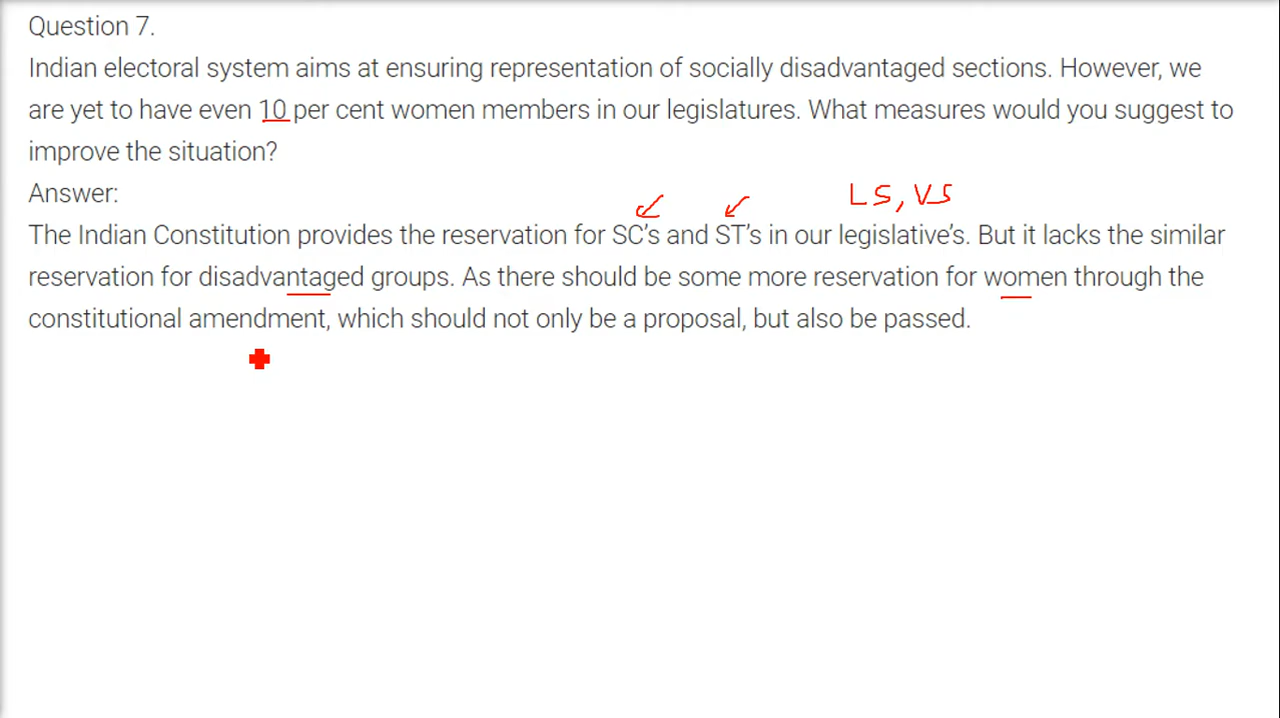 Question 7.
Indian electoral system aims at ensuring representation of socially disadvantaged sections. However, we
are yet to have even 10 per cent women members in our legislatures. What measures would you suggest to
improve the situation?
Answer:
LS, VS
The Indian Constitution provides the reservation for SC's and ST's in our legislative's. But it lacks the similar
reservation for disadvantaged groups. As there should be some more reservation for women through the
constitutional amendment, which should not only be a proposal, but also be passed.